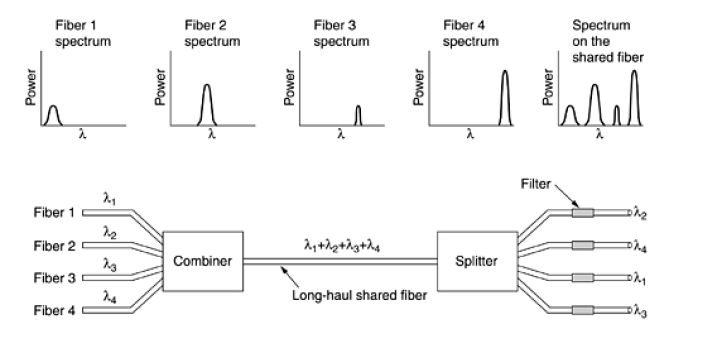 Fiber 1
spectrum
Fiber 2
spectrum
Fiber 3
spectrum
Fiber 4
spectrum
Spectrum
on the
shared fiber
Power
λ
Power
λ
Power
λ
Power
λ
Power
λ
Filter
Fiber 1
λ1
Fiber 2
λ2
Fiber 3
λ3
Fiber 4
λ4
Combiner
λ1+λ2+λ3+λ4
Long-haul shared fiber
Splitter
λ2
λ4
λ1
λ3